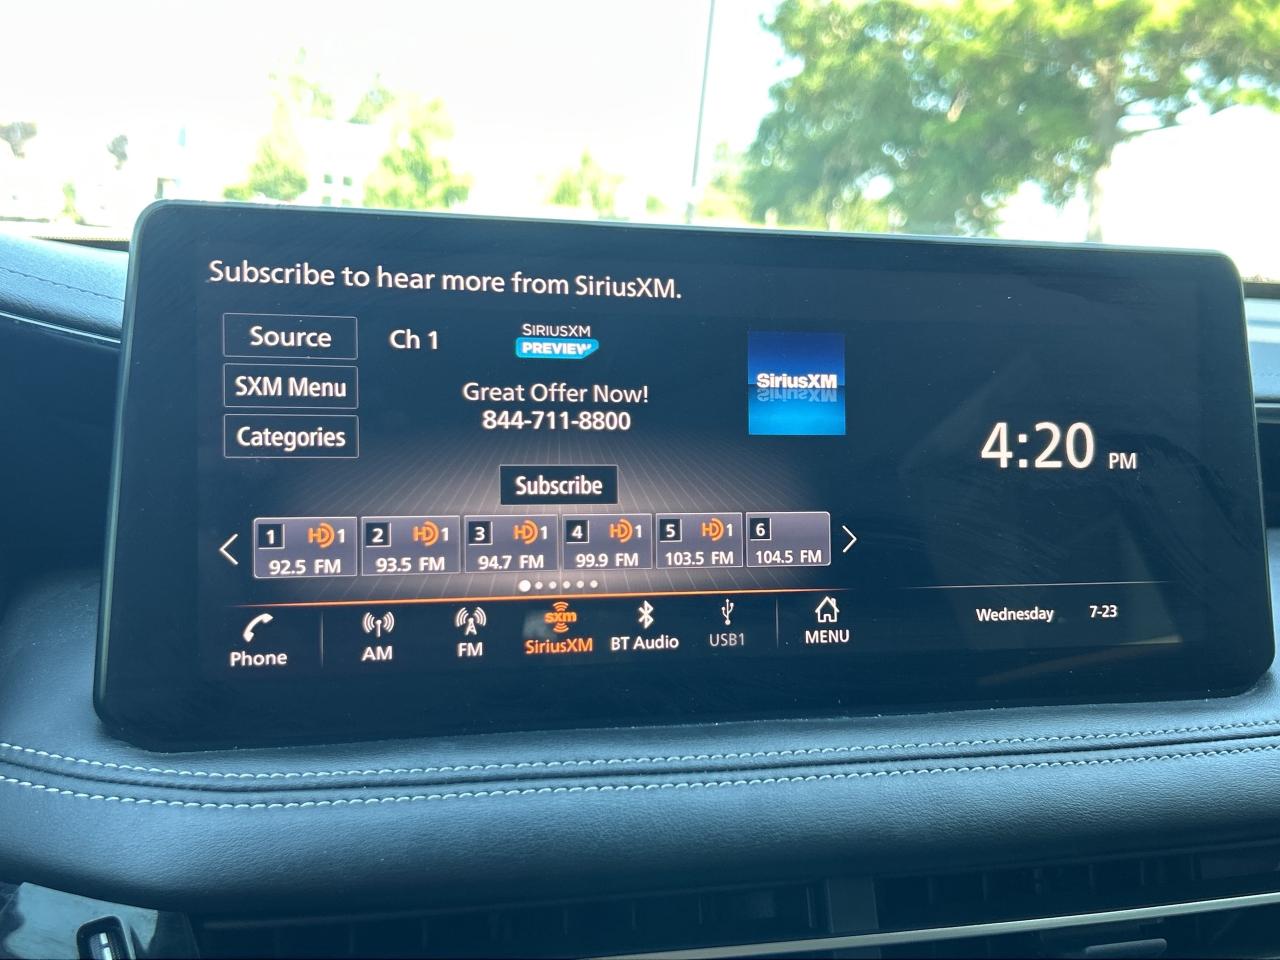 Subscribe to hear more from SiriusXM.
Source
Ch 1
SIRIUSXM
PREVIEW
SiriusXM
SXM Menu
Great Offer Now!
844-711-8800
Categories
4:20 PM
Subscribe
1 HD1 2 HD1 3 HD1 4 HD1 5 HD1 6
92.5 FM 93.5 FM 94.7 FM 99.9 FM 103.5 FM 104.5 FM
sxm
Phone AM FM SiriusXM BT Audio USB1 MENU
Wednesday 7-23